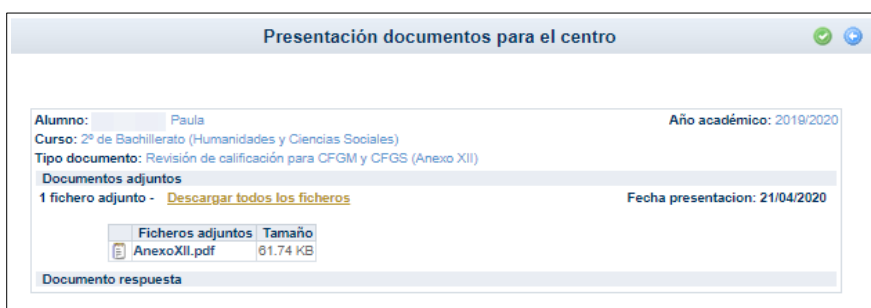 Presentación documentos para el centro
Alumno: Paula Año académico: 2019/2020
Curso: 2º de Bachillerato (Humanidades y Ciencias Sociales)
Tipo documento: Revisión de calificación para CFGM y CFGS (Anexo XII)
Documentos adjuntos
1 fichero adjunto - Descargar todos los ficheros Fecha presentacion: 21/04/2020
Ficheros adjuntos Tamaño
AnexoXII.pdf 61.74 KB
Documento respuesta